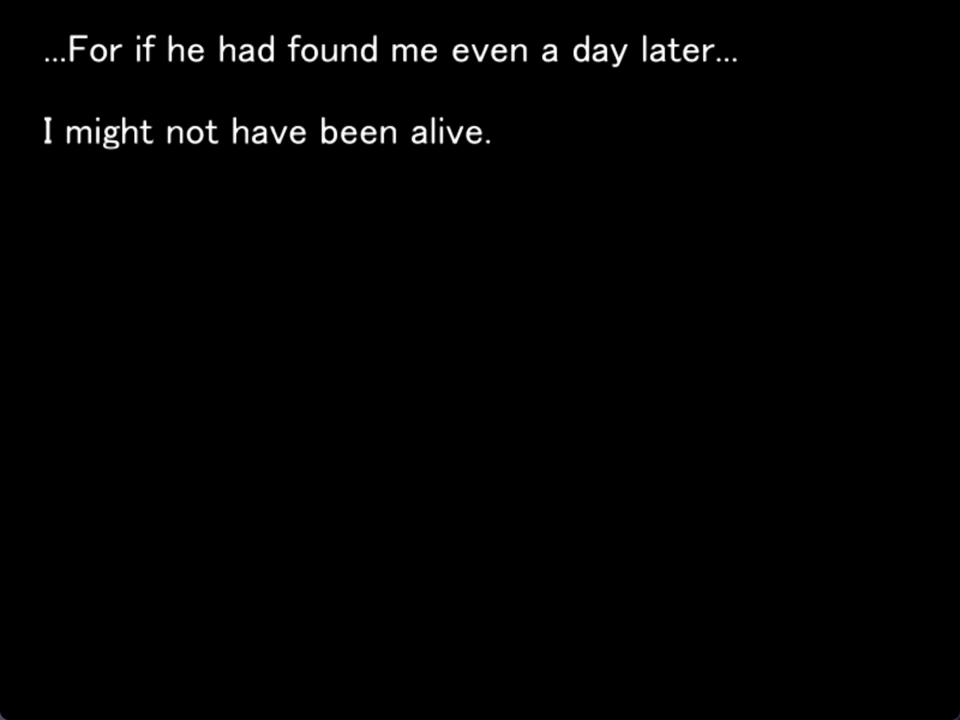 ...For if he had found me even a day later...
I might not have been alive.